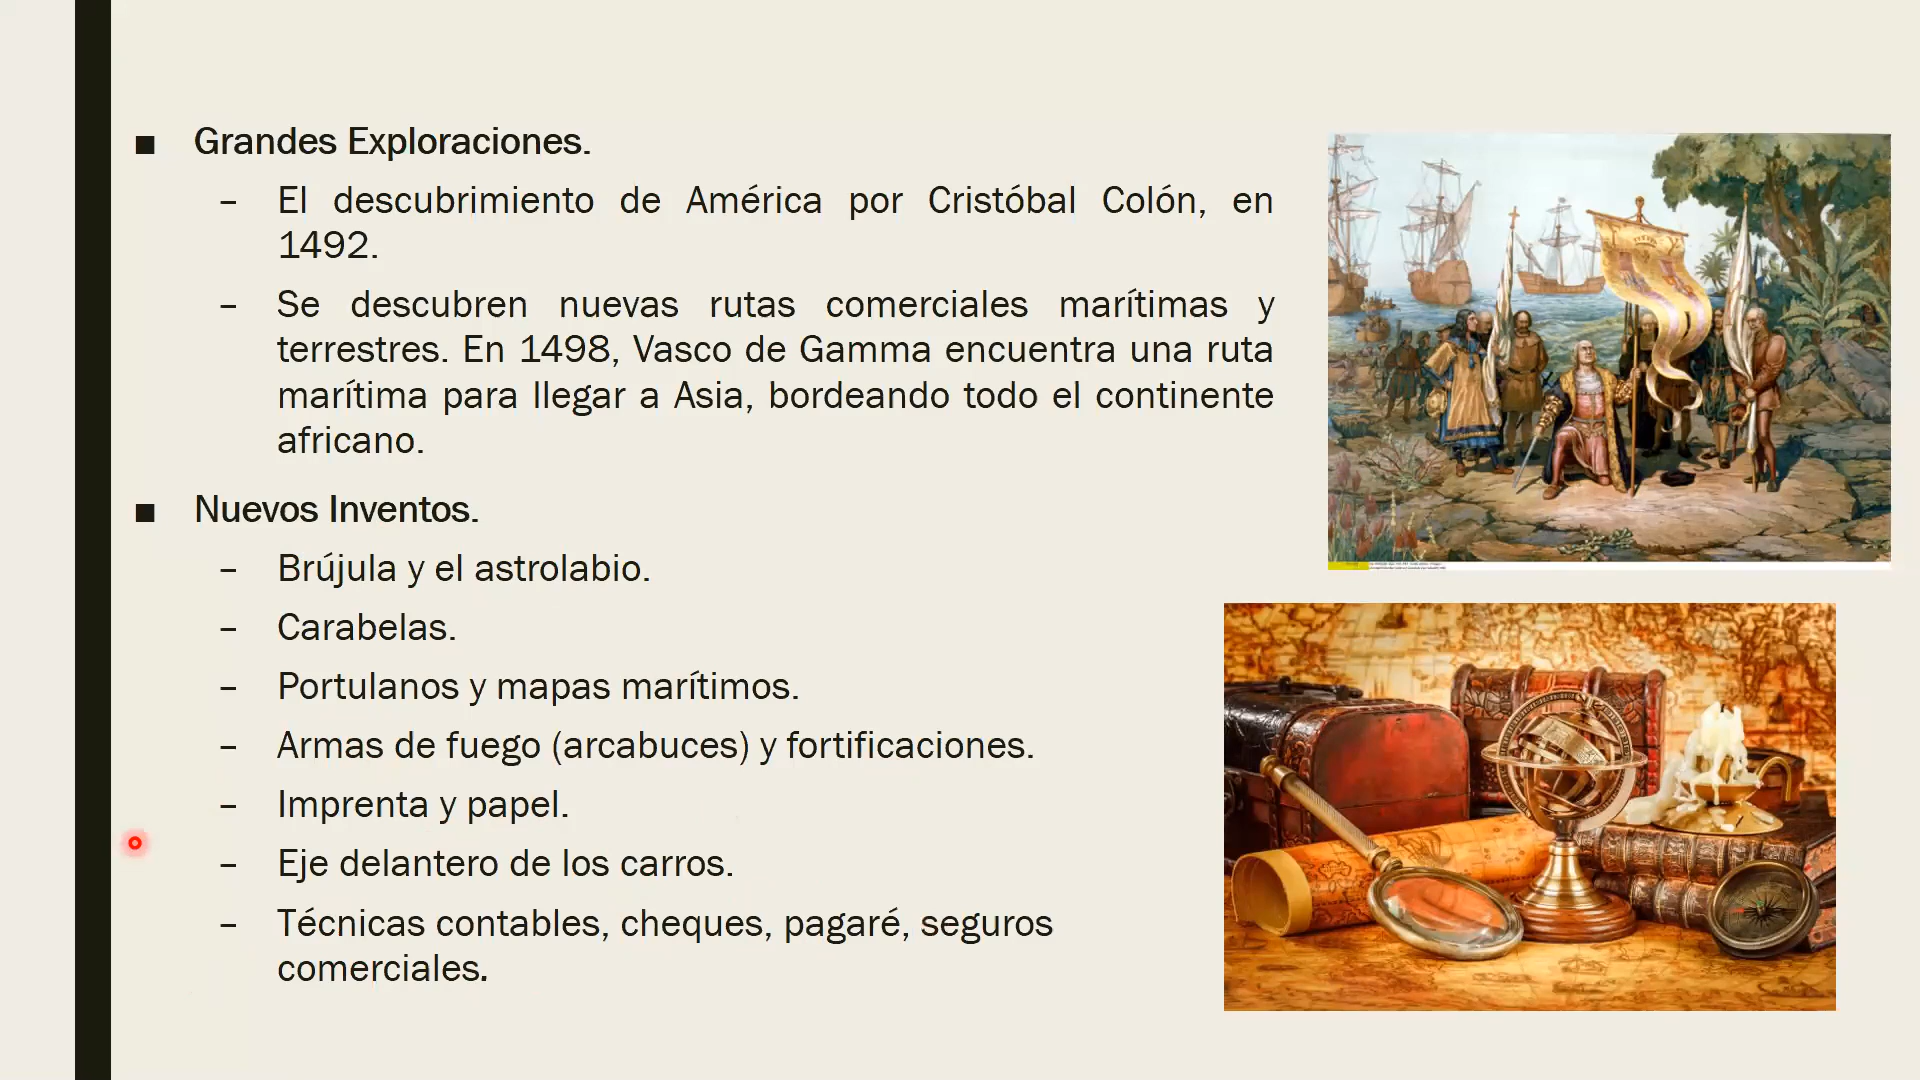 Grandes Exploraciones.
– El descubrimiento de América por Cristóbal Colón, en
1492.
– Se descubren nuevas rutas comerciales marítimas y
terrestres. En 1498, Vasco de Gamma encuentra una ruta
marítima para llegar a Asia, bordeando todo el continente
africano.
Nuevos Inventos.
– Brújula y el astrolabio.
– Carabelas.
– Portulanos y mapas marítimos.
– Armas de fuego (arcabuces) y fortificaciones.
– Imprenta y papel.
– Eje delantero de los carros.
– Técnicas contables, cheques, pagaré, seguros
comerciales.